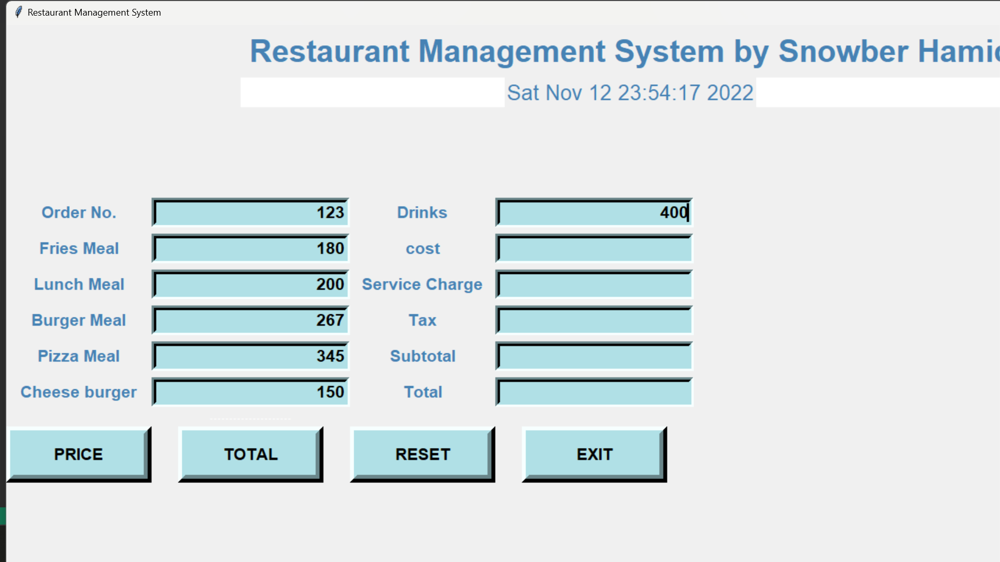 Restaurant Management System
Restaurant Management System by Snowber
Sat Nov 12 23:54:17 2022
Order No. 123 Drinks 400
Fries Meal 180 cost
Lunch Meal 200 Service Charge
Burger Meal 267 Tax
Pizza Meal 345 Subtotal
Cheese burger 150 Total
PRICE TOTAL RESET EXIT